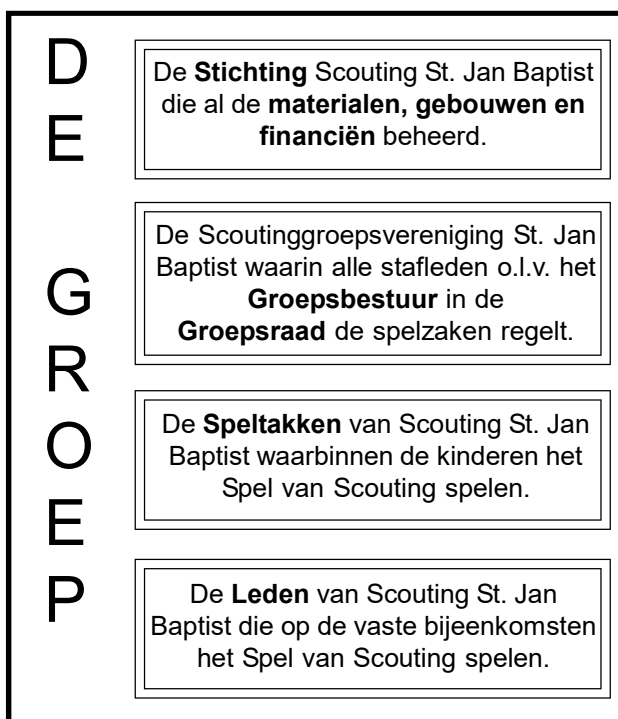 DE GROEP
De Stichting Scouting St. Jan Baptist
die al de materialen, gebouwen en
financiën beheerd.
De Scoutinggroepsvereniging St. Jan
Baptist waarin alle stafleden o.l.v. het
Groepsbestuur in de
Groepsraad de spelzaken regelt.
De Speltakken van Scouting St. Jan
Baptist waarbinnen de kinderen het
Spel van Scouting spelen.
De Leden van Scouting St. Jan
Baptist die op de vaste bijeenkomsten
het Spel van Scouting spelen.